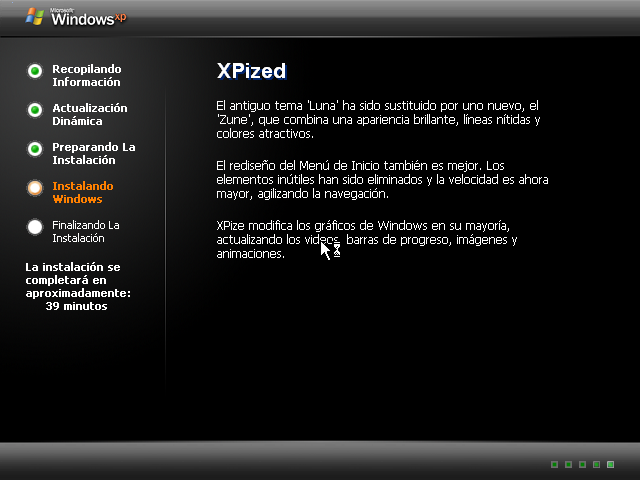 Microsoft
Windows xp
Recopilando
Información
Actualización
Dinámica
Preparando La
Instalación
Instalando
Windows
Finalizando La
Instalación
La instalación se
completará en
aproximadamente:
39 minutos
XPized
El antiguo tema 'Luna' ha sido sustituido por uno nuevo, el
'Zune', que combina una apariencia brillante, líneas nítidas y
colores atractivos.
El rediseño del Menú de Inicio también es mejor. Los
elementos inútiles han sido eliminados y la velocidad es ahora
mayor, agilizando la navegación.
XPize modifica los gráficos de Windows en su mayoría,
actualizando los videos, barras de progreso, imágenes y
animaciones.